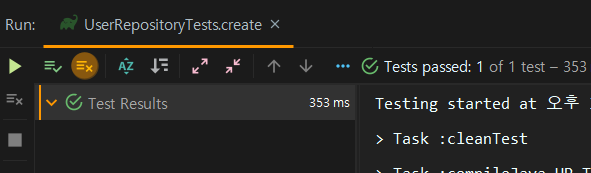 Run: UserRepositoryTests.create ×
Tests passed: 1 of 1 test – 353
Test Results 353 ms
Testing started at 오후
> Task :cleanTest
> Task :compileJava UP-T